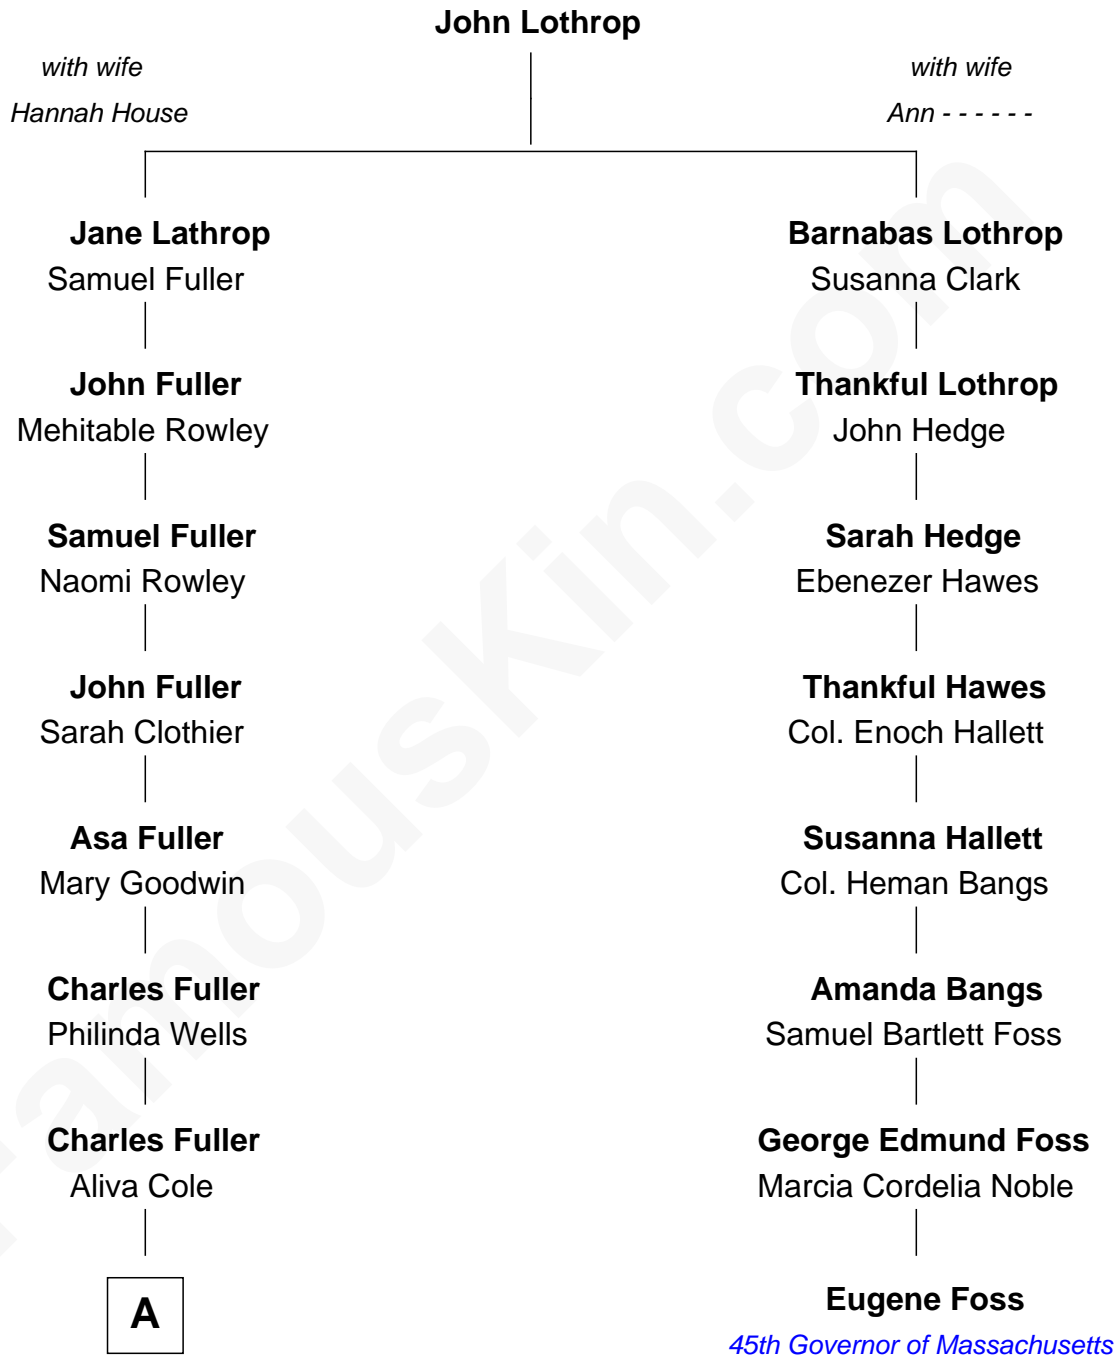 John Lothrop
with wife
Hannah House
with wife
Ann - - - - - -
Jane Lathrop
Samuel Fuller
Barnabas Lothrop
Susanna Clark
John Fuller
Mehitable Rowley
Thankful Lothrop
John Hedge
Samuel Fuller
Naomi Rowley
Sarah Hedge
Ebenezer Hawes
John Fuller
Sarah Clothier
Thankful Hawes
Col. Enoch Hallett
Asa Fuller
Mary Goodwin
Susanna Hallett
Col. Heman Bangs
Charles Fuller
Philinda Wells
Amanda Bangs
Samuel Bartlett Foss
Charles Fuller
Aliva Cole
George Edmund Foss
Marcia Cordelia Noble
A
Eugene Foss
45th Governor of Massachusetts
FamousKin.com